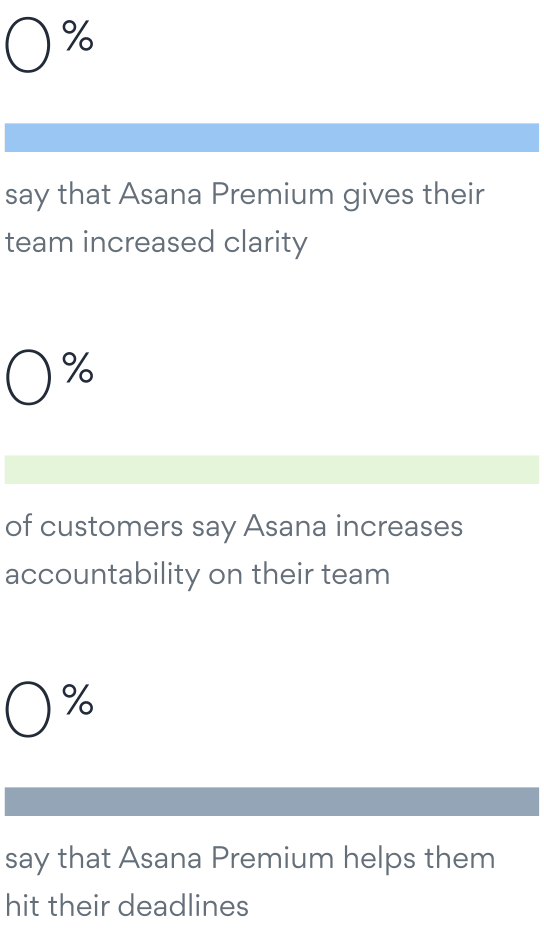 0%
say that Asana Premium gives their
team increased clarity
0%
of customers say Asana increases
accountability on their team
0%
say that Asana Premium helps them
hit their deadlines